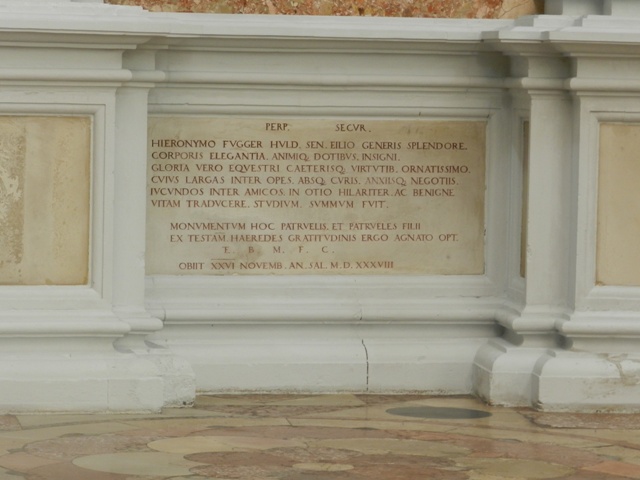 PERP. SECVR.
HIERONYMO FVGGER HVLD. SEN. FILIO GENERIS SPLENDORE.
CORPORIS ELEGANTIA. ANIMIQ; DOTIBVS. INSIGNI.
GLORIA VERO EQVESTRI CAETERISQ; VIRTVTIB. ORNATISSIMO.
CVIVS LARGAS INTER OPES. ABSQ; CVRIS. ANXIISQ; NEGOTIIS.
IVCVNDOS INTER AMICOS. IN OTIO HILARITER. AC BENIGNE.
VITAM TRADVCERE. STVDIVM. SVMMVM FVIT.
MONVMENTVM HOC. PATRVELIS. ET PATRVELES FILII
EX TESTAM. HAEREDES GRATITVDINIS ERGO AGNATO OPT.
E. B M. F C.
OBIIT XXVI NOVEMB. AN. SAL. M D. XXXVIII